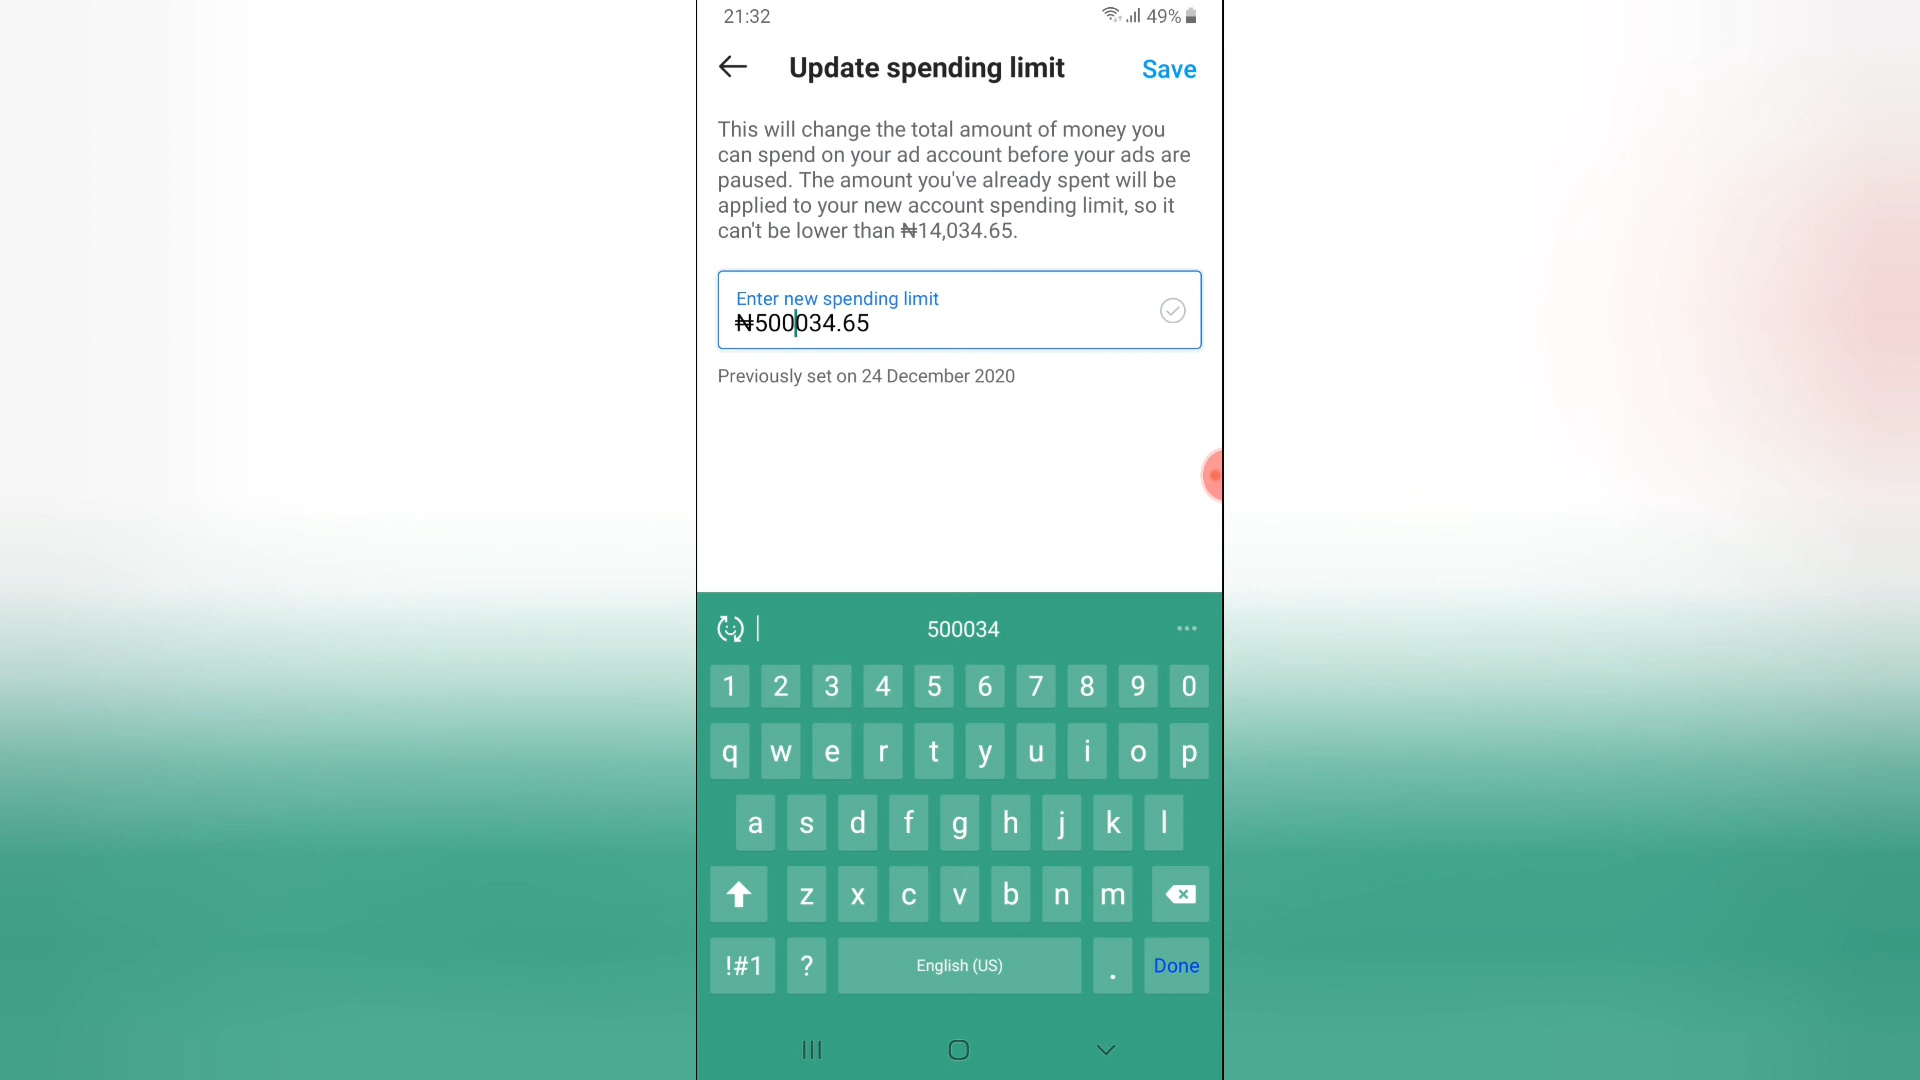 21:32
49%
Update spending limit
Save
This will change the total amount of money you
can spend on your ad account before your ads are
paused. The amount you've already spent will be
applied to your new account spending limit, so it
can't be lower than ₦14,034.65.
Enter new spending limit
₦500034.65
Previously set on 24 December 2020
500034
1 2 3 4 5 6 7 8 9 0
q w e r t y u i o p
a s d f g h j k l
z x c v b n m
!#1 ? English (US) . Done